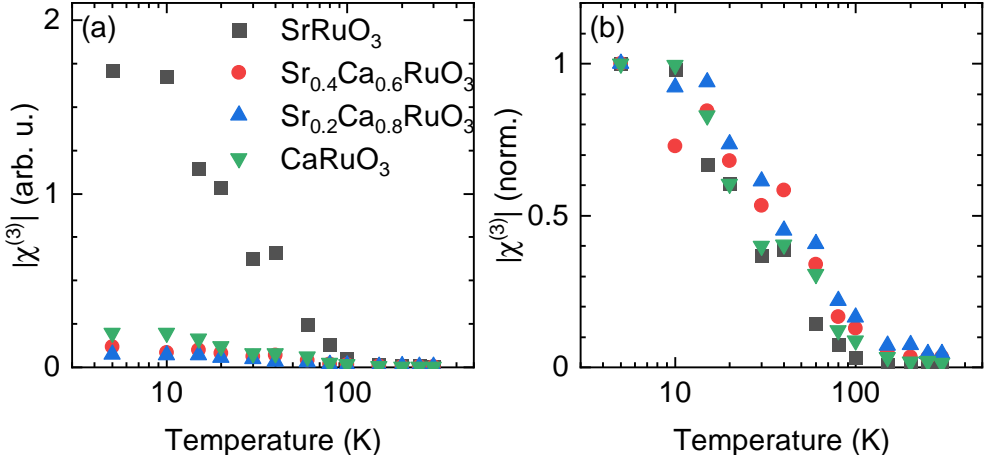 (a)
SrRuO₃
Sr₀.₄Ca₀.₆RuO₃
Sr₀.₂Ca₀.₈RuO₃
CaRuO₃
2
1
0
|χ⁽³⁾| (arb. u.)
10
100
Temperature (K)
(b)
1
0.5
0
|χ⁽³⁾| (norm.)
10
100
Temperature (K)